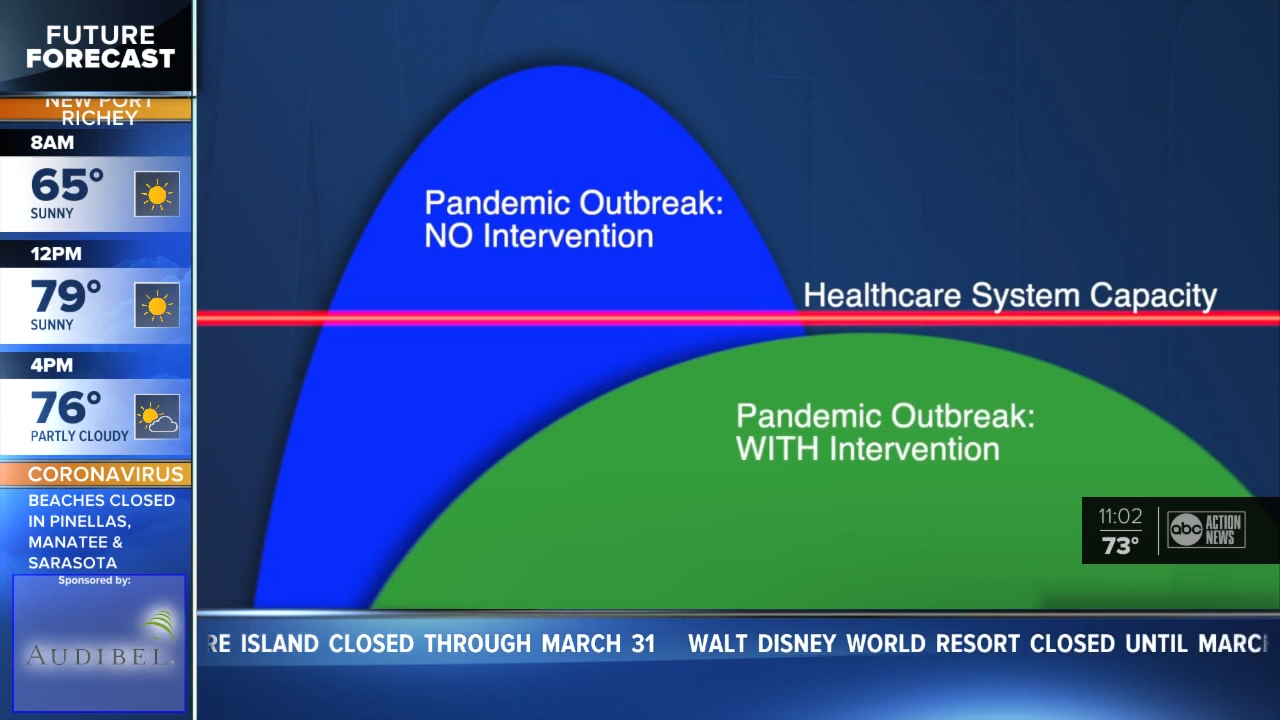 FUTURE
FORECAST
NEW PORT
RICHEY
8AM
65°
SUNNY
12PM
79°
SUNNY
4PM
76°
PARTLY CLOUDY
CORONAVIRUS
BEACHES CLOSED
IN PINELLAS,
MANATEE &
SARASOTA
Sponsored by:
AUDIBEL
Pandemic Outbreak:
NO Intervention
Healthcare System Capacity
Pandemic Outbreak:
WITH Intervention
11:02
73°
abc
ACTION
NEWS
RE ISLAND CLOSED THROUGH MARCH 31 WALT DISNEY WORLD RESORT CLOSED UNTIL MARC